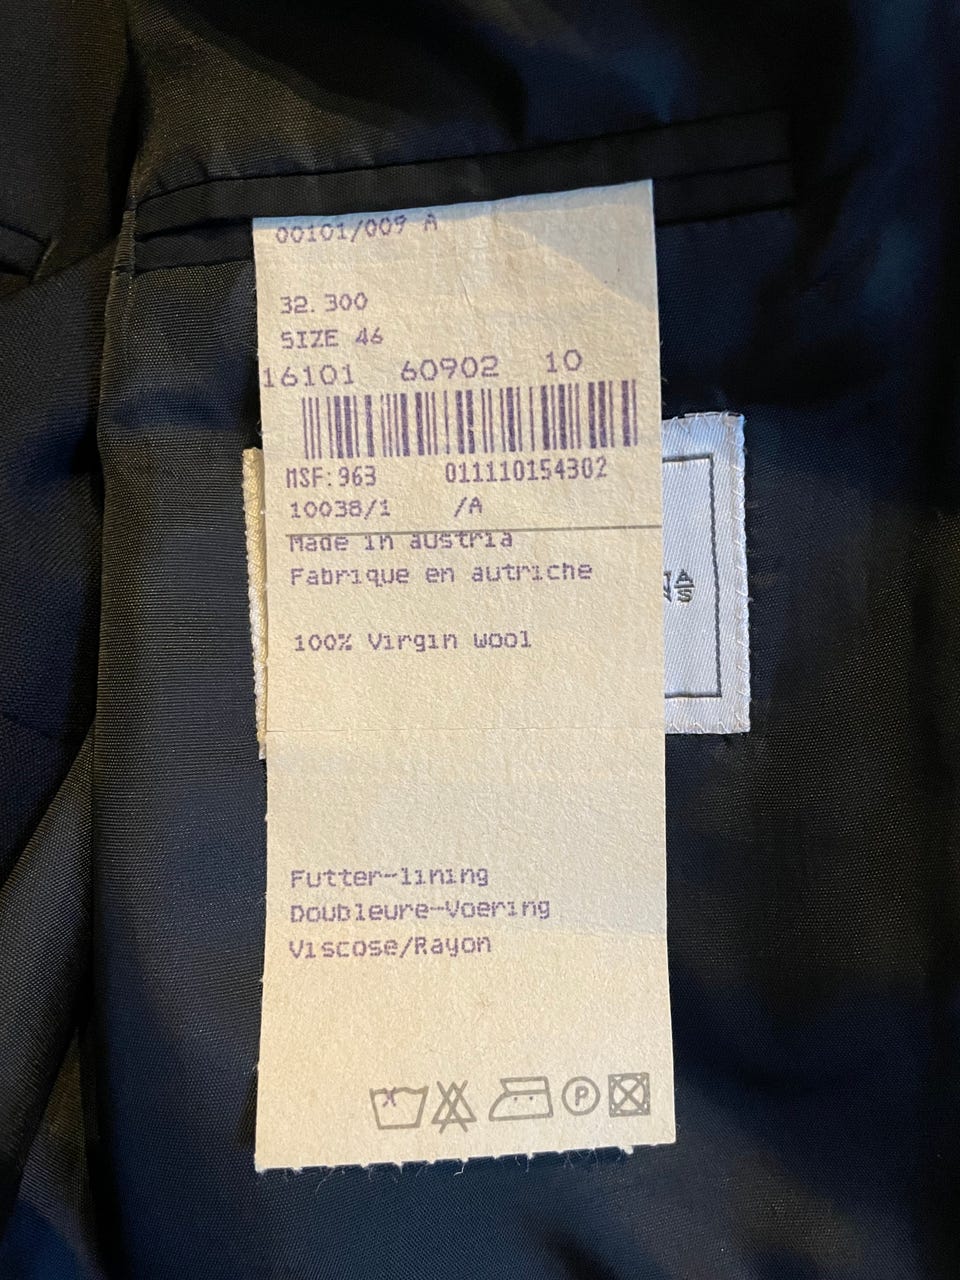 00101/009 A
32.300
SIZE 46
16101 60902 10
MSF:963 011110154302
10038/1 /A
Made in austria
Fabrique en autriche
100% Virgin wool
Futter-lining
Doubleure-Voering
Viscose/Rayon
P